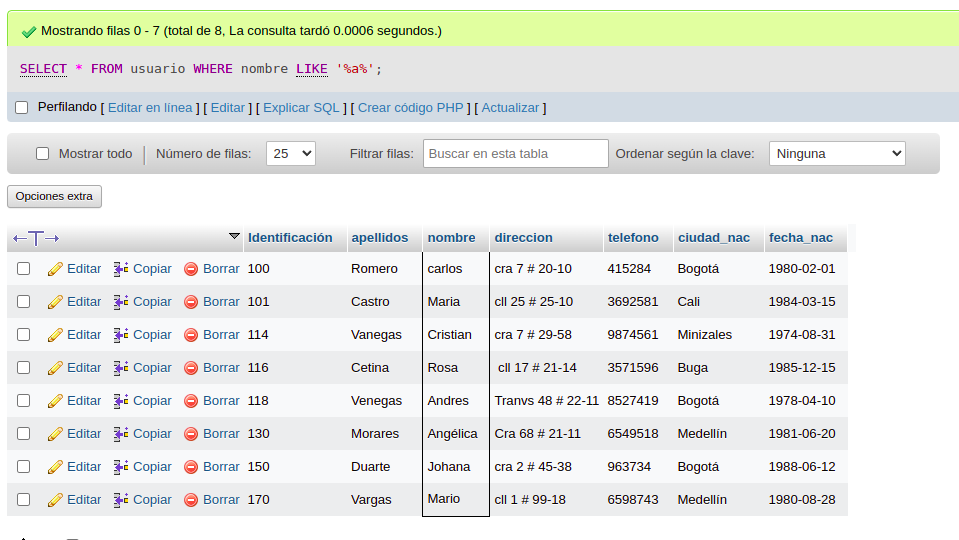 Mostrando filas 0 - 7 (total de 8, La consulta tardó 0.0006 segundos.)
SELECT * FROM usuario WHERE nombre LIKE '%a%';
Perfilando [ Editar en línea ] [ Editar ] [ Explicar SQL ] [ Crear código PHP ] [ Actualizar ]
Mostrar todo | Número de filas: 25 Filtrar filas: Buscar en esta tabla Ordenar según la clave: Ninguna
Opciones extra
←T→ Identificación apellidos nombre direccion telefono ciudad_nac fecha_nac
Editar Copiar Borrar 100 Romero carlos cra 7 # 20-10 415284 Bogotá 1980-02-01
Editar Copiar Borrar 101 Castro Maria cll 25 # 25-10 3692581 Cali 1984-03-15
Editar Copiar Borrar 114 Vanegas Cristian cra 7 # 29-58 9874561 Minizales 1974-08-31
Editar Copiar Borrar 116 Cetina Rosa cll 17 # 21-14 3571596 Buga 1985-12-15
Editar Copiar Borrar 118 Venegas Andres Tranvs 48 # 22-11 8527419 Bogotá 1978-04-10
Editar Copiar Borrar 130 Morares Angélica Cra 68 # 21-11 6549518 Medellín 1981-06-20
Editar Copiar Borrar 150 Duarte Johana cra 2 # 45-38 963734 Bogotá 1988-06-12
Editar Copiar Borrar 170 Vargas Mario cll 1 # 99-18 6598743 Medellín 1980-08-28